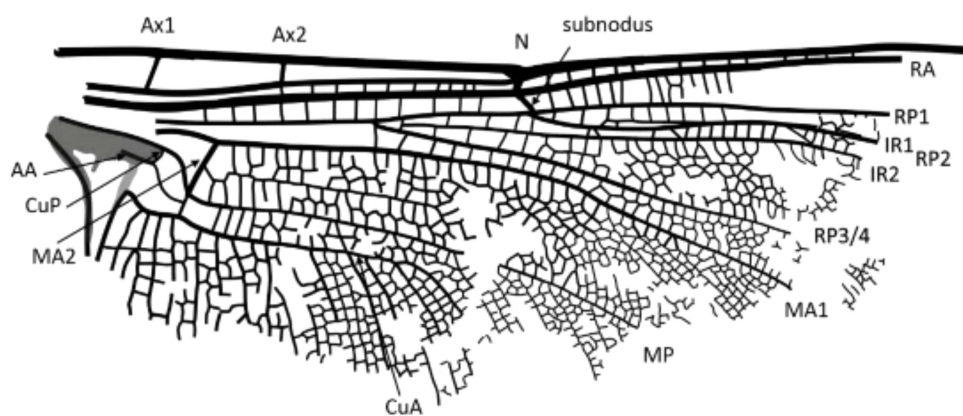 Ax1
Ax2
N
subnodus
RA
RP1
IR1
RP2
IR2
AA
CuP
MA2
RP3/4
MA1
MP
CuA